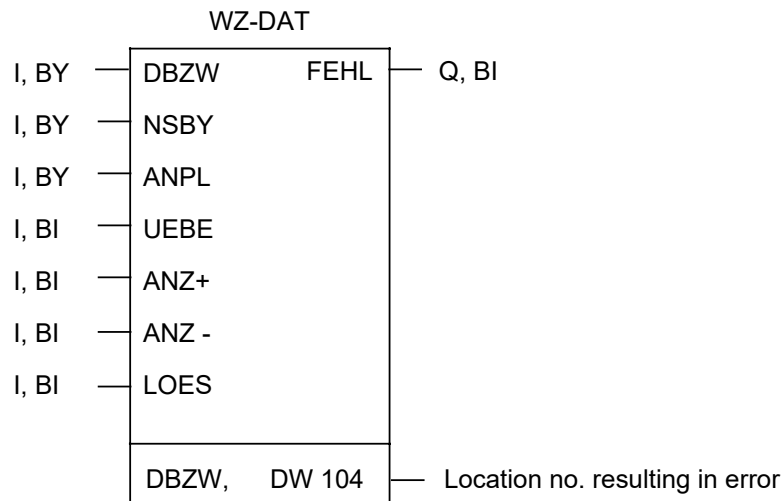 WZ-DAT
I, BY DBZW FEHL Q, BI
I, BY NSBY
I, BY ANPL
I, BI UEBE
I, BI ANZ+
I, BI ANZ -
I, BI LOES
DBZW, DW 104 Location no. resulting in error